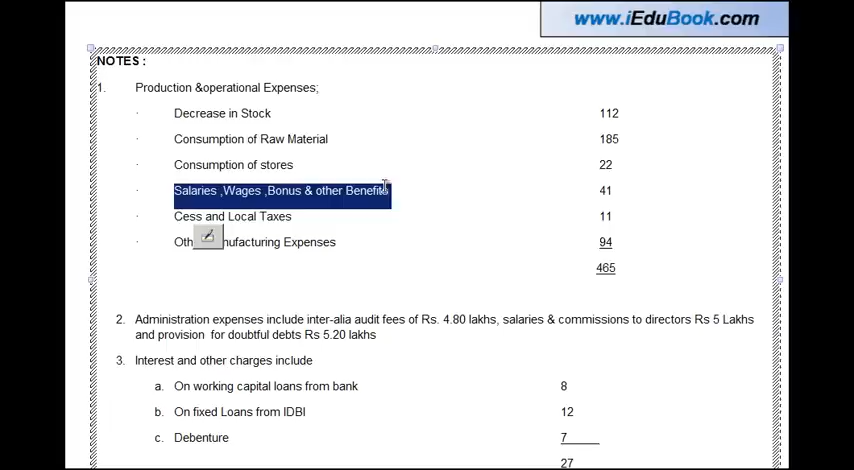 www.iEduBook.com
NOTES :
1. Production &operational Expenses;
· Decrease in Stock 112
· Consumption of Raw Material 185
· Consumption of stores 22
· Salaries ,Wages ,Bonus & other Benefits 41
· Cess and Local Taxes 11
· Oth nufacturing Expenses 94
465
2. Administration expenses include inter-alia audit fees of Rs. 4.80 lakhs, salaries & commissions to directors Rs 5 Lakhs
and provision for doubtful debts Rs 5.20 lakhs
3. Interest and other charges include
a. On working capital loans from bank 8
b. On fixed Loans from IDBI 12
c. Debenture 7
27